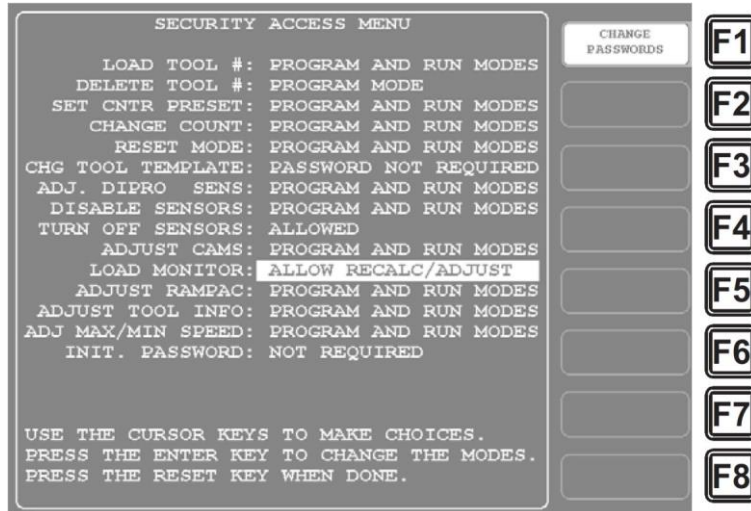 SECURITY ACCESS MENU
LOAD TOOL #: PROGRAM AND RUN MODES
DELETE TOOL #: PROGRAM MODE
SET CNTR PRESET: PROGRAM AND RUN MODES
CHANGE COUNT: PROGRAM AND RUN MODES
RESET MODE: PROGRAM AND RUN MODES
CHG TOOL TEMPLATE: PASSWORD NOT REQUIRED
ADJ. DIPRO SENS: PROGRAM AND RUN MODES
DISABLE SENSORS: PROGRAM AND RUN MODES
TURN OFF SENSORS: ALLOWED
ADJUST CAMS: PROGRAM AND RUN MODES
LOAD MONITOR: ALLOW RECALC/ADJUST
ADJUST RAMPAC: PROGRAM AND RUN MODES
ADJUST TOOL INFO: PROGRAM AND RUN MODES
ADJ MAX/MIN SPEED: PROGRAM AND RUN MODES
INIT. PASSWORD: NOT REQUIRED
USE THE CURSOR KEYS TO MAKE CHOICES.
PRESS THE ENTER KEY TO CHANGE THE MODES.
PRESS THE RESET KEY WHEN DONE.
CHANGE
PASSWORDS
F1
F2
F3
F4
F5
F6
F7
F8